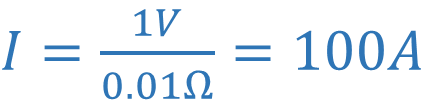 I = 1V / 0.01Ω = 100A